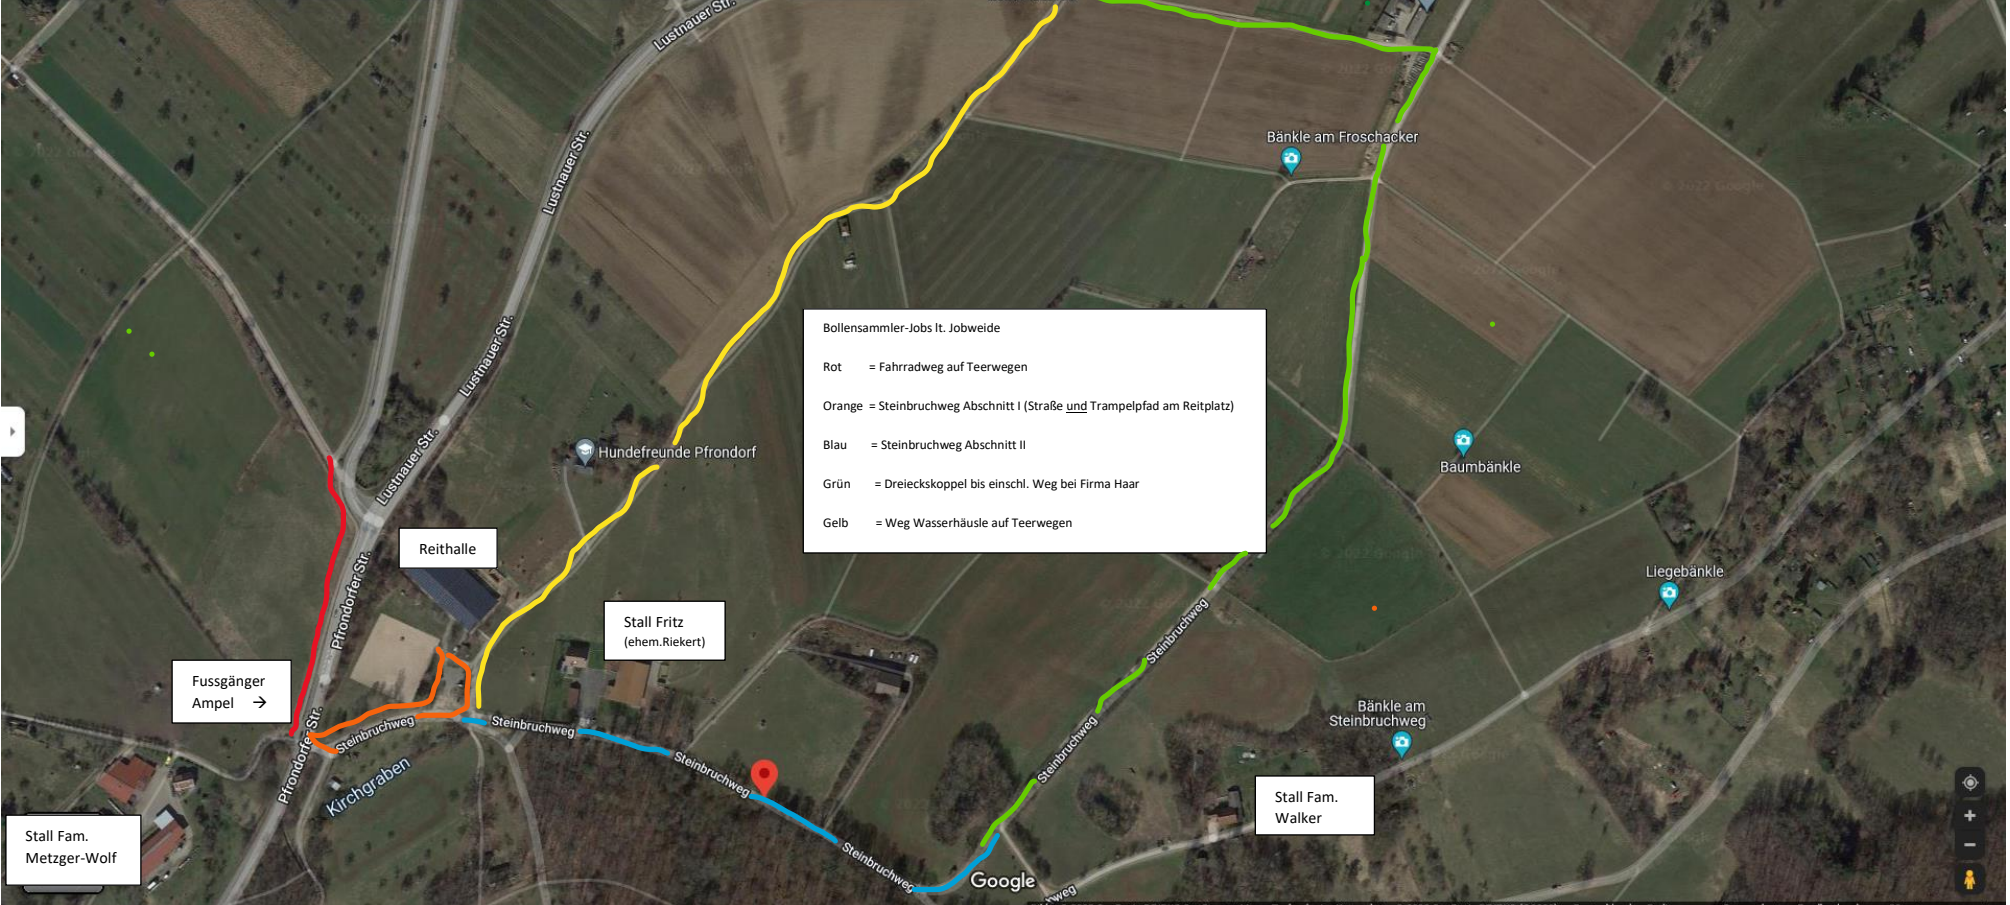 Lustnauer Str.
Lustnauer Str.
Lustnauer Str.
Lustnauer Str.
Bänkle am Froschacker
© 2022 Google
Bollensammler-Jobs lt. Jobweide
Rot = Fahrradweg auf Teerwegen
Orange = Steinbruchweg Abschnitt I (Straße und Trampelpfad am Reitplatz)
Blau = Steinbruchweg Abschnitt II
Grün = Dreieckskoppel bis einschl. Weg bei Firma Haar
Gelb = Weg Wasserhäusle auf Teerwegen
Hundefreunde Pfrondorf
Baumbänkle
Reithalle
Pfrondorfer Str.
Liegebänkle
Stall Fritz
(ehem.Riekert)
Steinbruchweg
Fussgänger
Ampel →
Pfrondorfer Str.
Steinbruchweg
Steinbruchweg
Steinbruchweg
Steinbruchweg
Steinbruchweg
Bänkle am
Steinbruchweg
Kirchgraben
Stall Fam.
Walker
Stall Fam.
Metzger-Wolf
Google